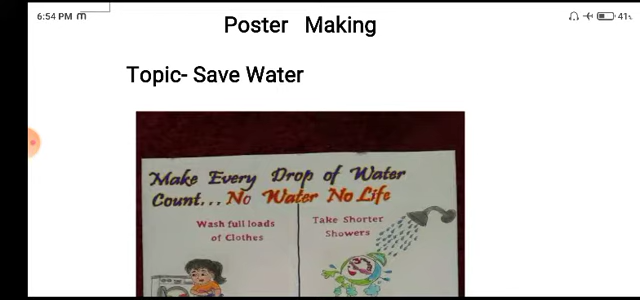 6:54 PM m
41
Poster Making
Topic- Save Water
Make Every Drop of Water
Count... No Water No Life
Wash full loads
of Clothes
Take Shorter
Showers